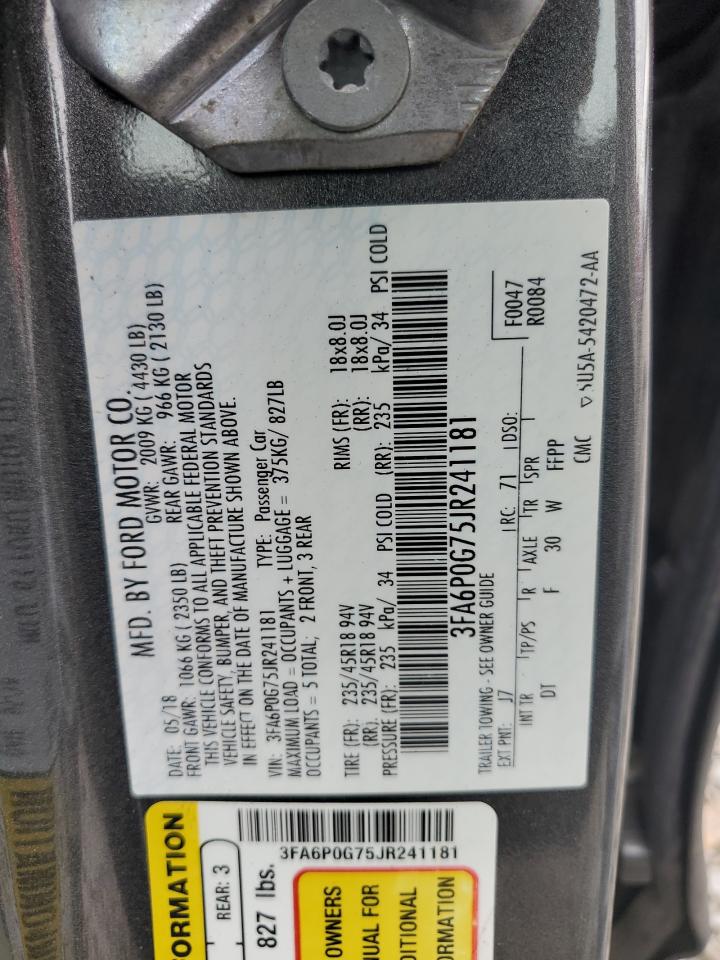 MFD. BY FORD MOTOR CO.
DATE: 05/18 GVWR: 2009 KG ( 4430 LB)
FRONT GAWR: 1066 KG ( 2350 LB) REAR GAWR: 966 KG ( 2130 LB)
THIS VEHICLE CONFORMS TO ALL APPLICABLE FEDERAL MOTOR
VEHICLE SAFETY, BUMPER, AND THEFT PREVENTION STANDARDS
IN EFFECT ON THE DATE OF MANUFACTURE SHOWN ABOVE.
VIN: 3FA6P0G75JR241181 TYPE: Passenger Car
MAXIMUM LOAD = OCCUPANTS + LUGGAGE = 375KG/ 827LB
OCCUPANTS = 5 TOTAL; 2 FRONT, 3 REAR
TIRE (FR): 235/45R18 94V RIMS (FR): 18x8.0J
(RR): 235/45R18 94V (RR): 18x8.0J
PRESSURE (FR): 235 kPa/ 34 PSI COLD (RR): 235 kPa/ 34 PSI COLD
3FA6P0G75JR241181
TRAILER TOWING - SEE OWNER GUIDE F0047
EXT PNT: J7 RC: 71 DSO: R0084
INT TR TP/PS R AXLE TR SPR
DT F 30 W FFPP
CMC 5U5A-5420472-AA
3FA6P0G75JR241181
REAR: 3
827 lbs.
ORMATION
OWNERS
NUAL FOR
DITIONAL
ORMATION